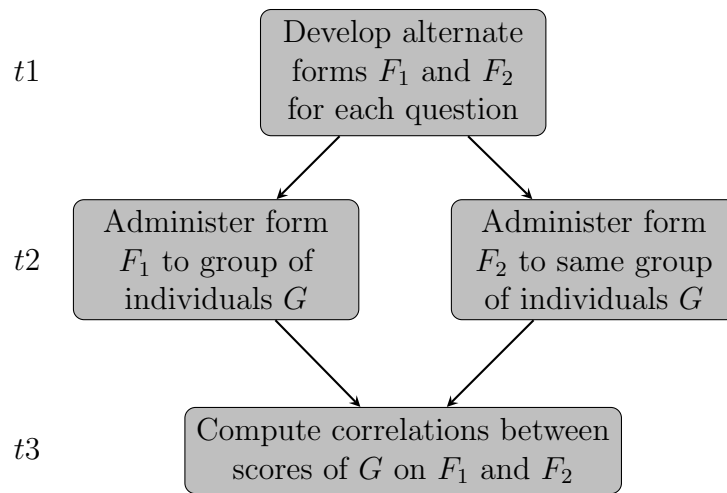 t1
Develop alternate
forms F₁ and F₂
for each question
t2
Administer form
F₁ to group of
individuals G
Administer form
F₂ to same group
of individuals G
t3
Compute correlations between
scores of G on F₁ and F₂